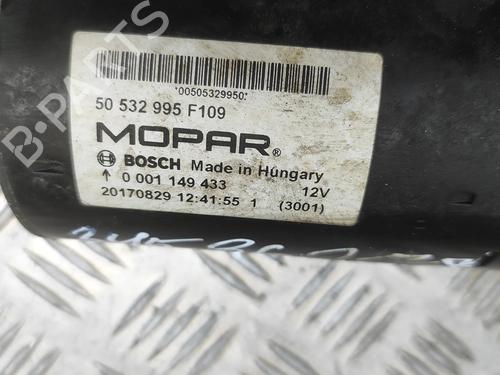 B-PARTS
*00505329950*
50 532 995 F109
MOPAR®
BOSCH Made in Hungary
↑ 0 001 149 433 12V
20170829 12:41:55 1 (3001)